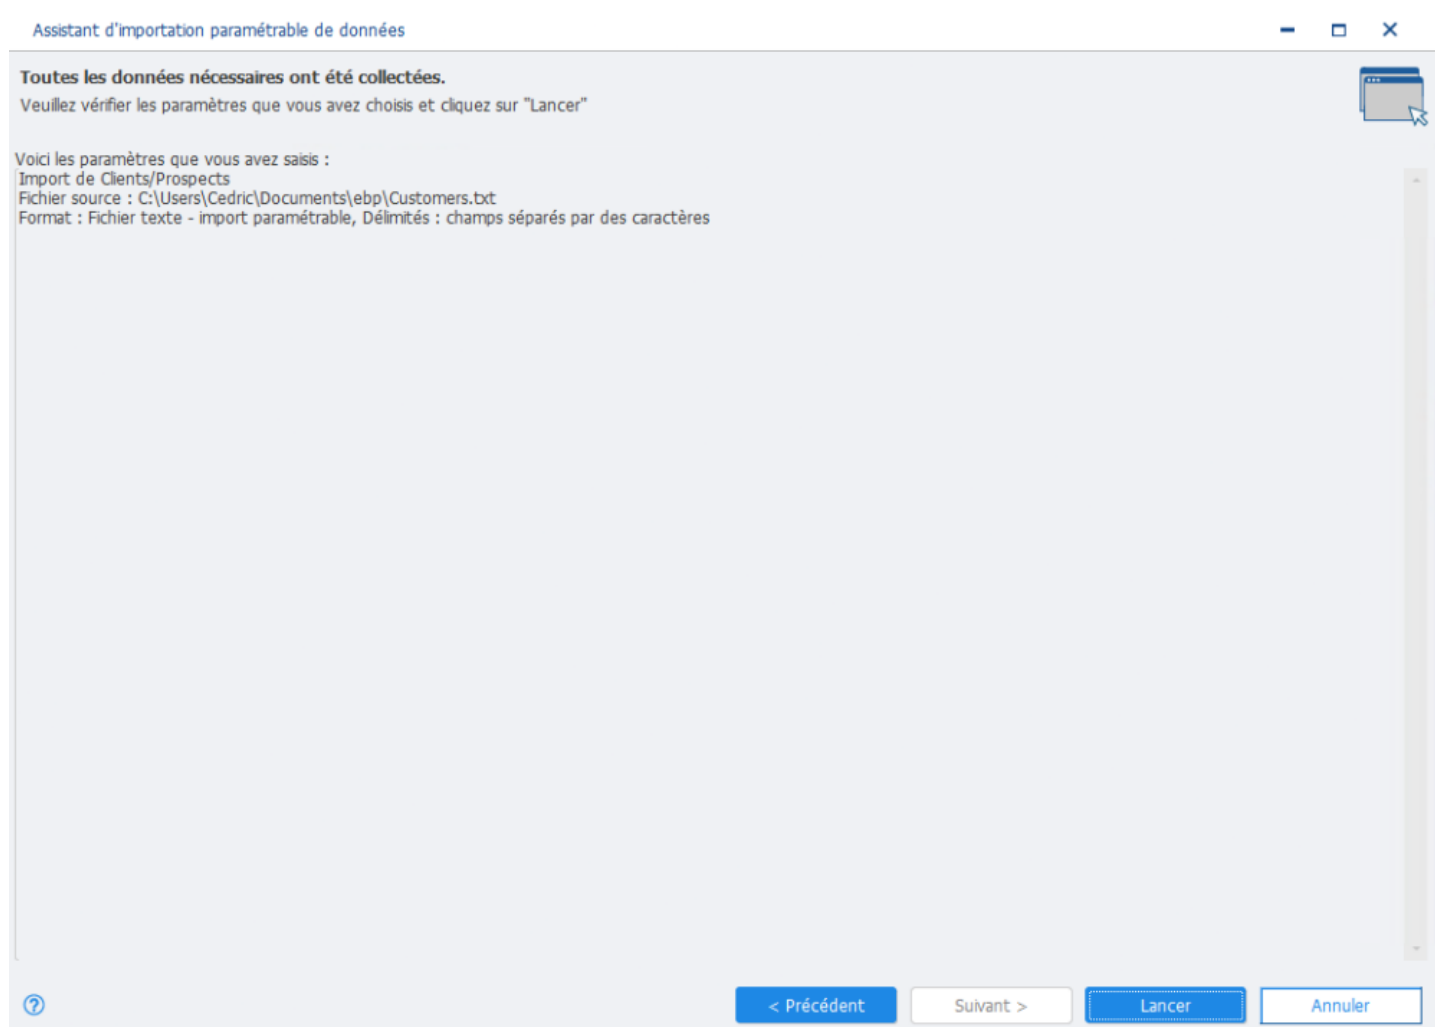 Assistant d'importation paramétrable de données
Toutes les données nécessaires ont été collectées.
Veuillez vérifier les paramètres que vous avez choisis et cliquez sur "Lancer"
Voici les paramètres que vous avez saisis :
Import de Clients/Prospects
Fichier source : C:\Users\Cedric\Documents\ebp\Customers.txt
Format : Fichier texte - import paramétrable, Délimités : champs séparés par des caractères
? < Précédent Suivant > Lancer Annuler